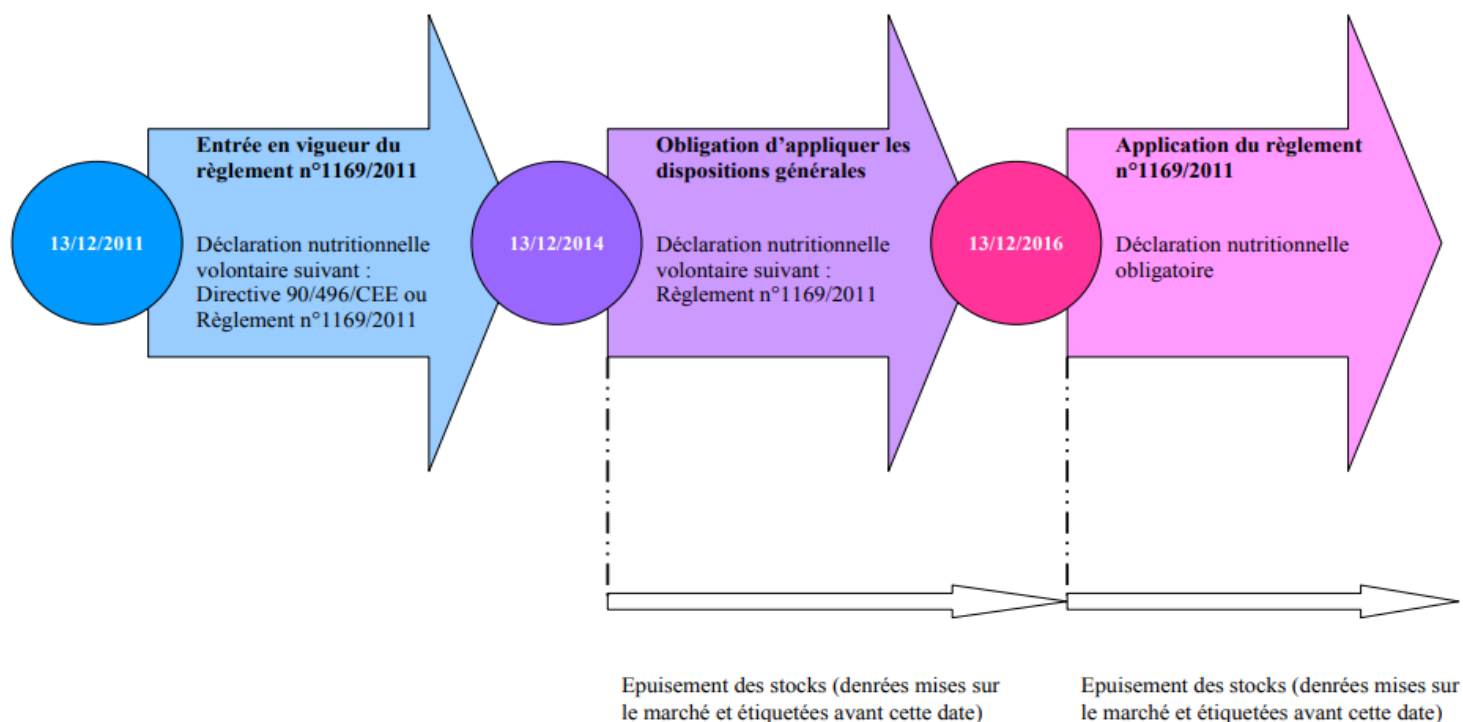 13/12/2011
Entrée en vigueur du
règlement n°1169/2011
Déclaration nutritionnelle
volontaire suivant :
Directive 90/496/CEE ou
Règlement n°1169/2011
13/12/2014
Obligation d’appliquer les
dispositions générales
Déclaration nutritionnelle
volontaire suivant :
Règlement n°1169/2011
13/12/2016
Application du règlement
n°1169/2011
Déclaration nutritionnelle
obligatoire
Epuisement des stocks (denrées mises sur
le marché et étiquetées avant cette date)
Epuisement des stocks (denrées mises sur
le marché et étiquetées avant cette date)